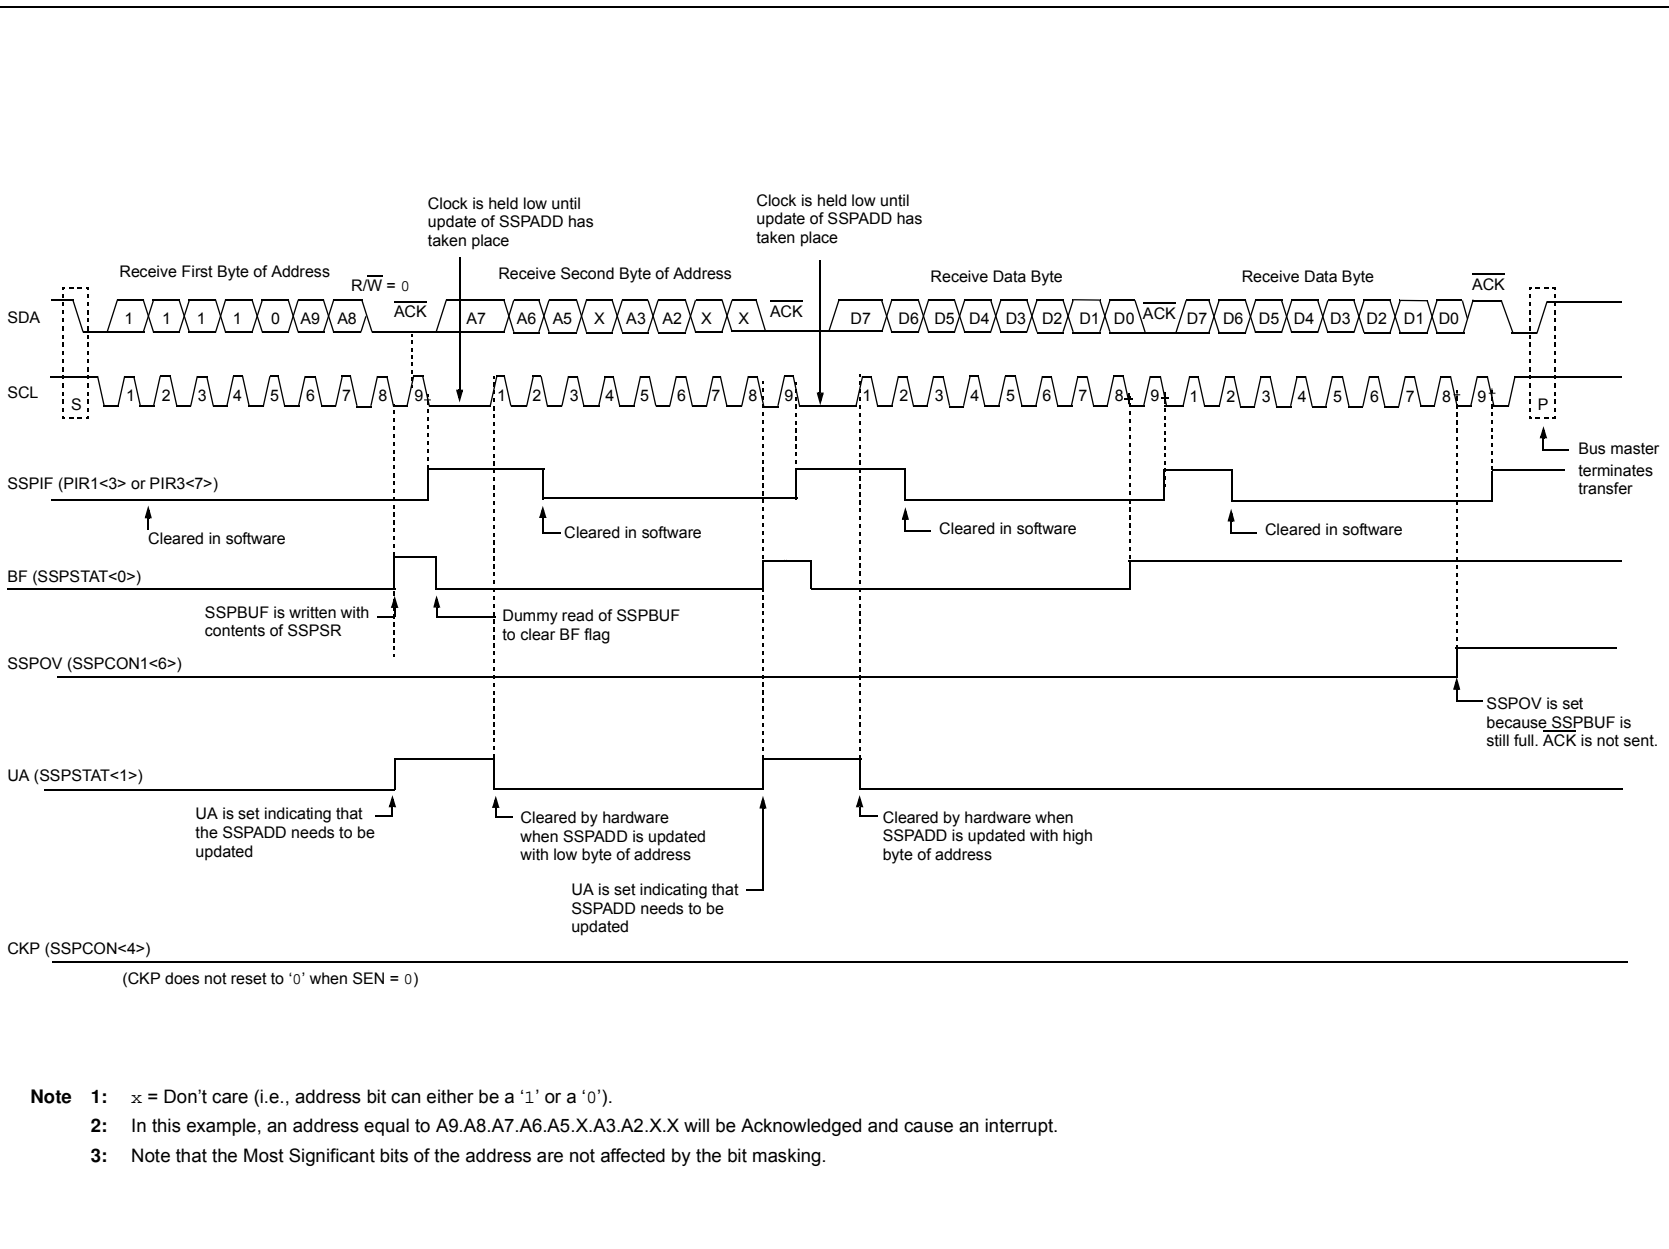 Clock is held low until
update of SSPADD has
taken place
Clock is held low until
update of SSPADD has
taken place
Receive First Byte of Address
R/W = 0
ACK
Receive Second Byte of Address
ACK
Receive Data Byte
ACK
Receive Data Byte
ACK
SDA
1 1 1 1 0 A9 A8 A7 A6 A5 X A3 A2 X X D7 D6 D5 D4 D3 D2 D1 D0 D7 D6 D5 D4 D3 D2 D1 D0
SCL
S 1 2 3 4 5 6 7 8 9 1 2 3 4 5 6 7 8 9 1 2 3 4 5 6 7 8 9 1 2 3 4 5 6 7 8 9 P
Bus master
terminates
transfer
SSPIF (PIR1<3> or PIR3<7>)
Cleared in software
Cleared in software
Cleared in software
Cleared in software
BF (SSPSTAT<0>)
SSPBUF is written with
contents of SSPSR
Dummy read of SSPBUF
to clear BF flag
SSPOV (SSPCON1<6>)
SSPOV is set
because SSPBUF is
still full. ACK is not sent.
UA (SSPSTAT<1>)
UA is set indicating that
the SSPADD needs to be
updated
Cleared by hardware
when SSPADD is updated
with low byte of address
UA is set indicating that
SSPADD needs to be
updated
Cleared by hardware when
SSPADD is updated with high
byte of address
CKP (SSPCON<4>)
(CKP does not reset to ‘0’ when SEN = 0)
Note 1: x = Don’t care (i.e., address bit can either be a ‘1’ or a ‘0’).
2: In this example, an address equal to A9.A8.A7.A6.A5.X.A3.A2.X.X will be Acknowledged and cause an interrupt.
3: Note that the Most Significant bits of the address are not affected by the bit masking.